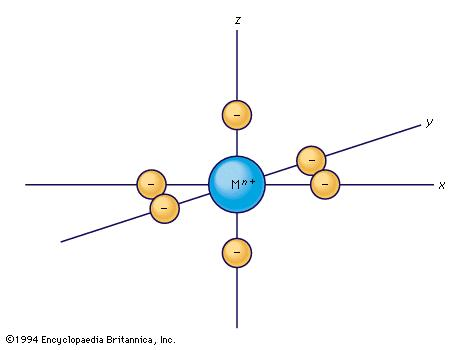 z
−
y
−
− Mⁿ⁺ − x
−
−
©1994 Encyclopaedia Britannica, Inc.